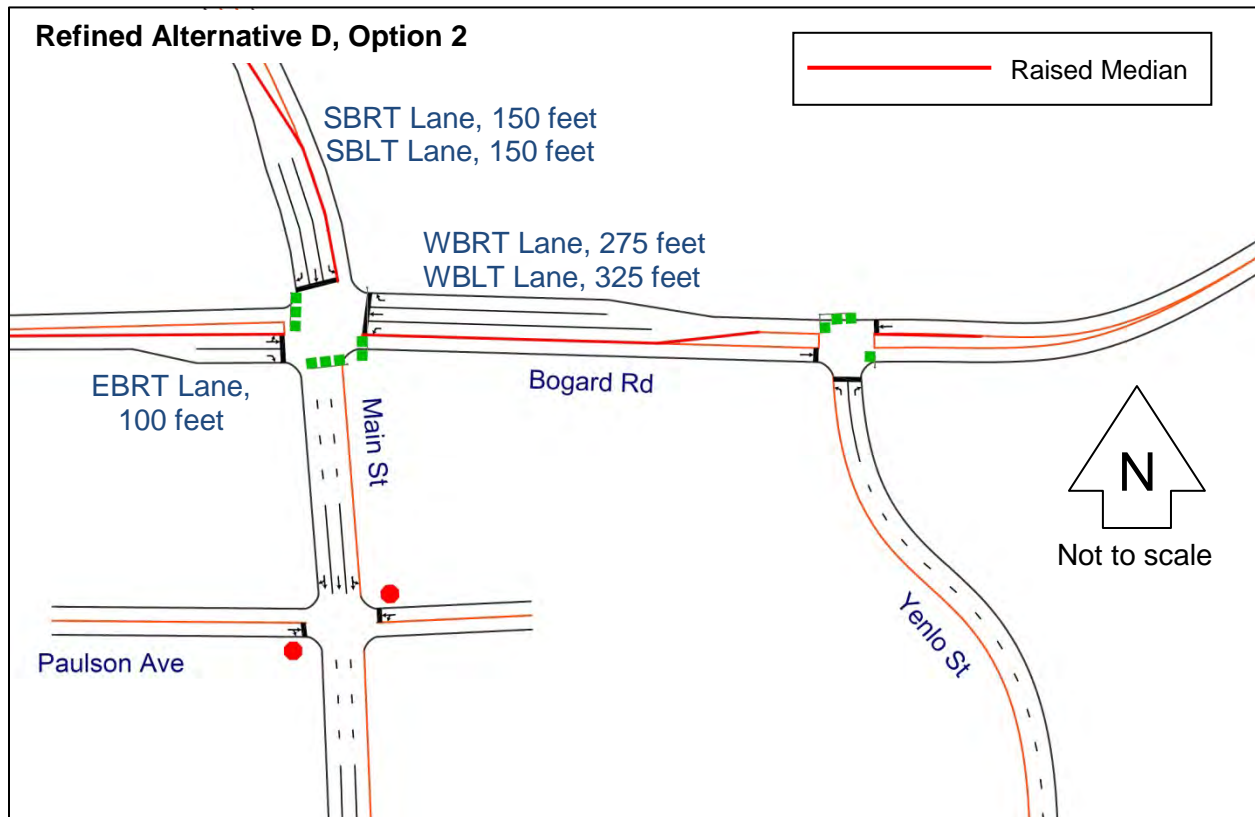 Refined Alternative D, Option 2
Raised Median
SBRT Lane, 150 feet
SBLT Lane, 150 feet
WBRT Lane, 275 feet
WBLT Lane, 325 feet
EBRT Lane,
100 feet
Bogard Rd
Main St
N
Not to scale
Yenlo St
Paulson Ave